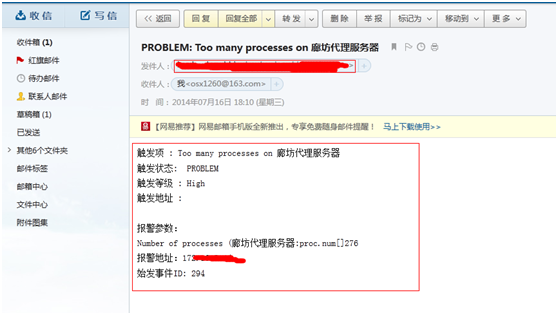 收 信
写 信
<< 返回
回 复
回复全部
转 发
删 除
举 报
标记为
移动到
更 多
收件箱 (1)
红旗邮件
待办邮件
联系人邮件
草稿箱 (1)
已发送
其他6个文件夹
邮件标签
邮箱中心
文件中心
附件图集
PROBLEM: Too many processes on 廊坊代理服务器
发件人：
收件人： 我<osx1260@163.com>
时 间： 2014年07月16日 18:10 (星期三)
【网易推荐】网易邮箱手机版全新推出，专享免费随身邮件提醒！ 马上下载使用>>
触发项 : Too many processes on 廊坊代理服务器
触发状态: PROBLEM
触发等级 : High
触发地址 :
报警参数:
Number of processes (廊坊代理服务器:proc.num[]276
报警地址: 172
始发事件ID: 294